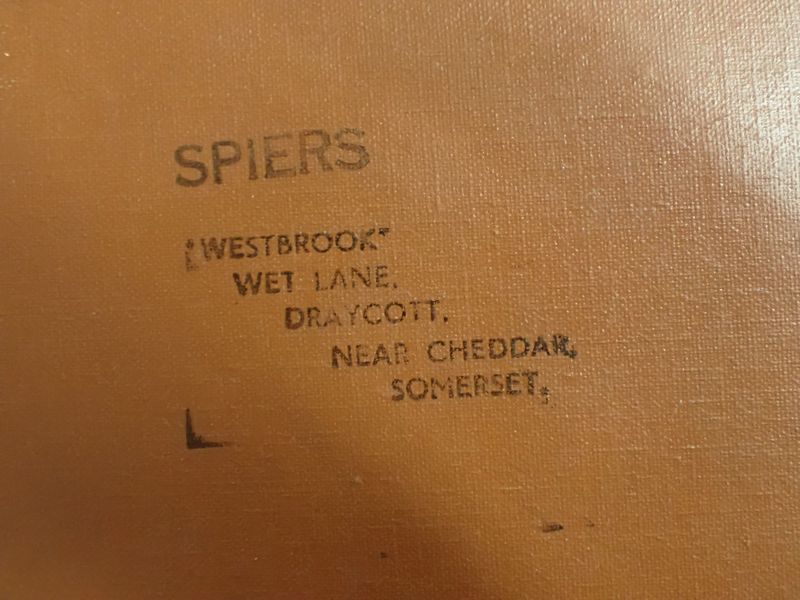 SPIERS
"WESTBROOK"
WET LANE.
DRAYCOTT.
NEAR CHEDDAR,
SOMERSET.